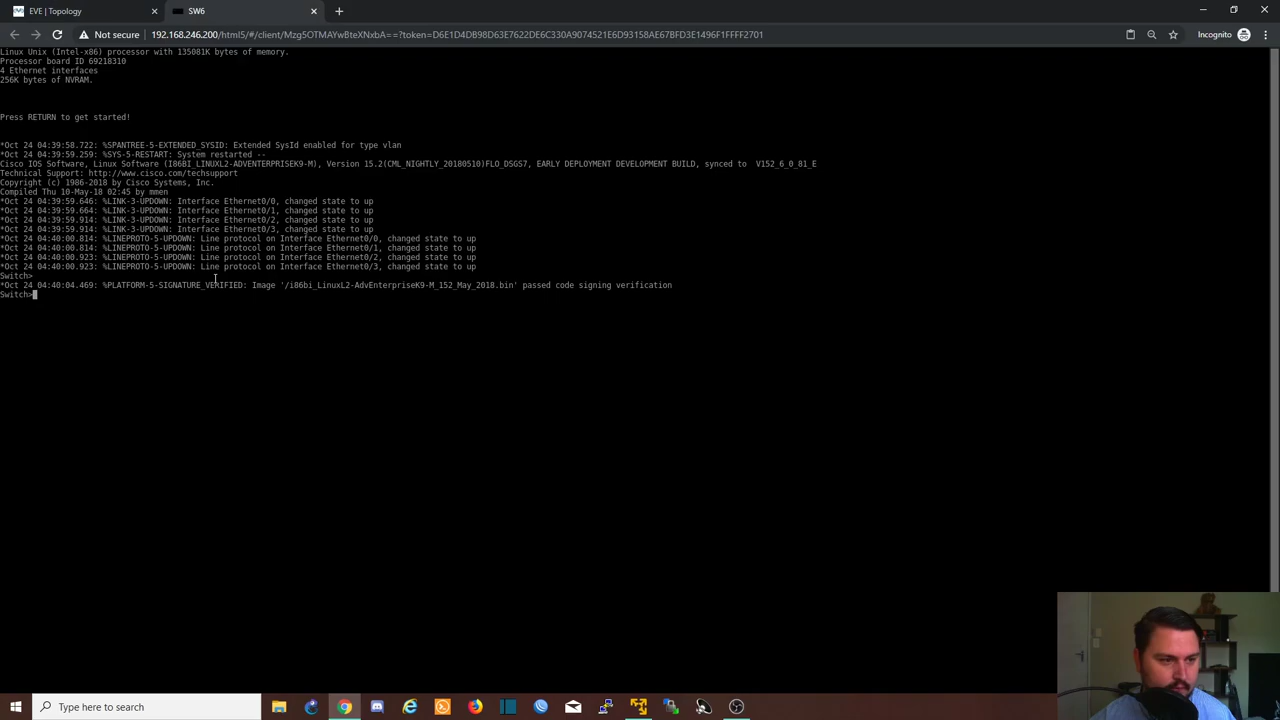 EVE | Topology
SW6
Not secure
192.168.246.200/html5/#/client/Mzg5OTMAYwBteXNxbA==?token=D6E1D4DB98D63E7622DE6C330A9074521E6D93158AE67BFD3E1496F1FFFF2701
Incognito
Linux Unix (Intel-x86) processor with 135081K bytes of memory.
Processor board ID 69218310
4 Ethernet interfaces
256K bytes of NVRAM.
Press RETURN to get started!
*Oct 24 04:39:58.722: %SPANTREE-5-EXTENDED_SYSID: Extended SysId enabled for type vlan
*Oct 24 04:39:59.259: %SYS-5-RESTART: System restarted --
Cisco IOS Software, Linux Software (I86BI_LINUXL2-ADVENTERPRISEK9-M), Version 15.2(CML_NIGHTLY_20180510)FLO_DSGS7, EARLY DEPLOYMENT DEVELOPMENT BUILD, synced to  V152_6_0_81_E
Technical Support: http://www.cisco.com/techsupport
Copyright (c) 1986-2018 by Cisco Systems, Inc.
Compiled Thu 10-May-18 02:45 by mmen
*Oct 24 04:39:59.646: %LINK-3-UPDOWN: Interface Ethernet0/0, changed state to up
*Oct 24 04:39:59.664: %LINK-3-UPDOWN: Interface Ethernet0/1, changed state to up
*Oct 24 04:39:59.914: %LINK-3-UPDOWN: Interface Ethernet0/2, changed state to up
*Oct 24 04:39:59.914: %LINK-3-UPDOWN: Interface Ethernet0/3, changed state to up
*Oct 24 04:40:00.814: %LINEPROTO-5-UPDOWN: Line protocol on Interface Ethernet0/0, changed state to up
*Oct 24 04:40:00.814: %LINEPROTO-5-UPDOWN: Line protocol on Interface Ethernet0/1, changed state to up
*Oct 24 04:40:00.923: %LINEPROTO-5-UPDOWN: Line protocol on Interface Ethernet0/2, changed state to up
*Oct 24 04:40:00.923: %LINEPROTO-5-UPDOWN: Line protocol on Interface Ethernet0/3, changed state to up
Switch>
*Oct 24 04:40:04.469: %PLATFORM-5-SIGNATURE_VERIFIED: Image '/i86bi_LinuxL2-AdvEnterpriseK9-M_152_May_2018.bin' passed code signing verification
Switch>
Type here to search